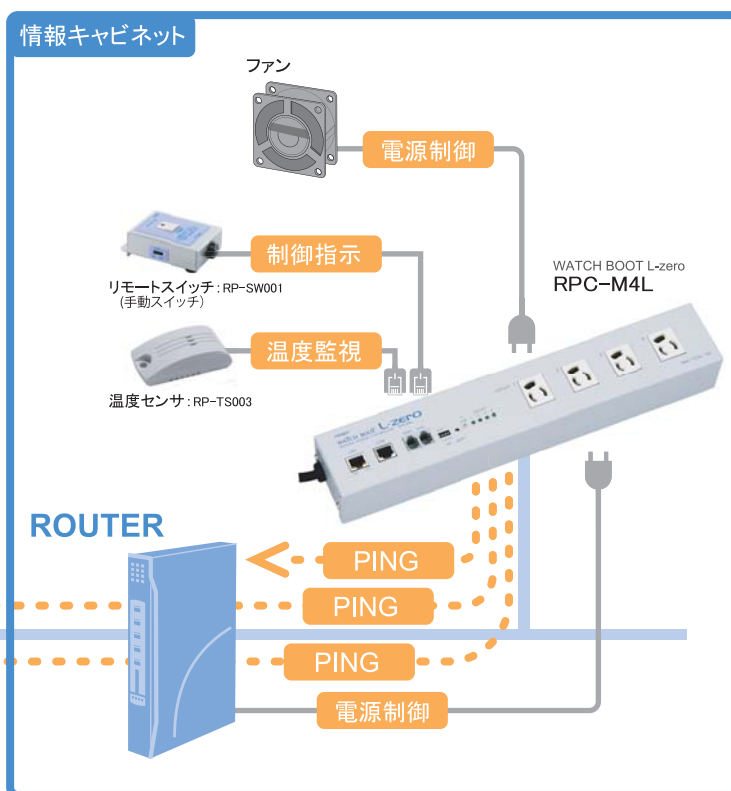 情報キャビネット
ファン
電源制御
制御指示
リモートスイッチ：RP-SW001
(手動スイッチ)
WATCH BOOT L-zero
RPC-M4L
温度監視
温度センサ：RP-TS003
WATCH BOOT L-zero
ROUTER
PING
PING
PING
電源制御